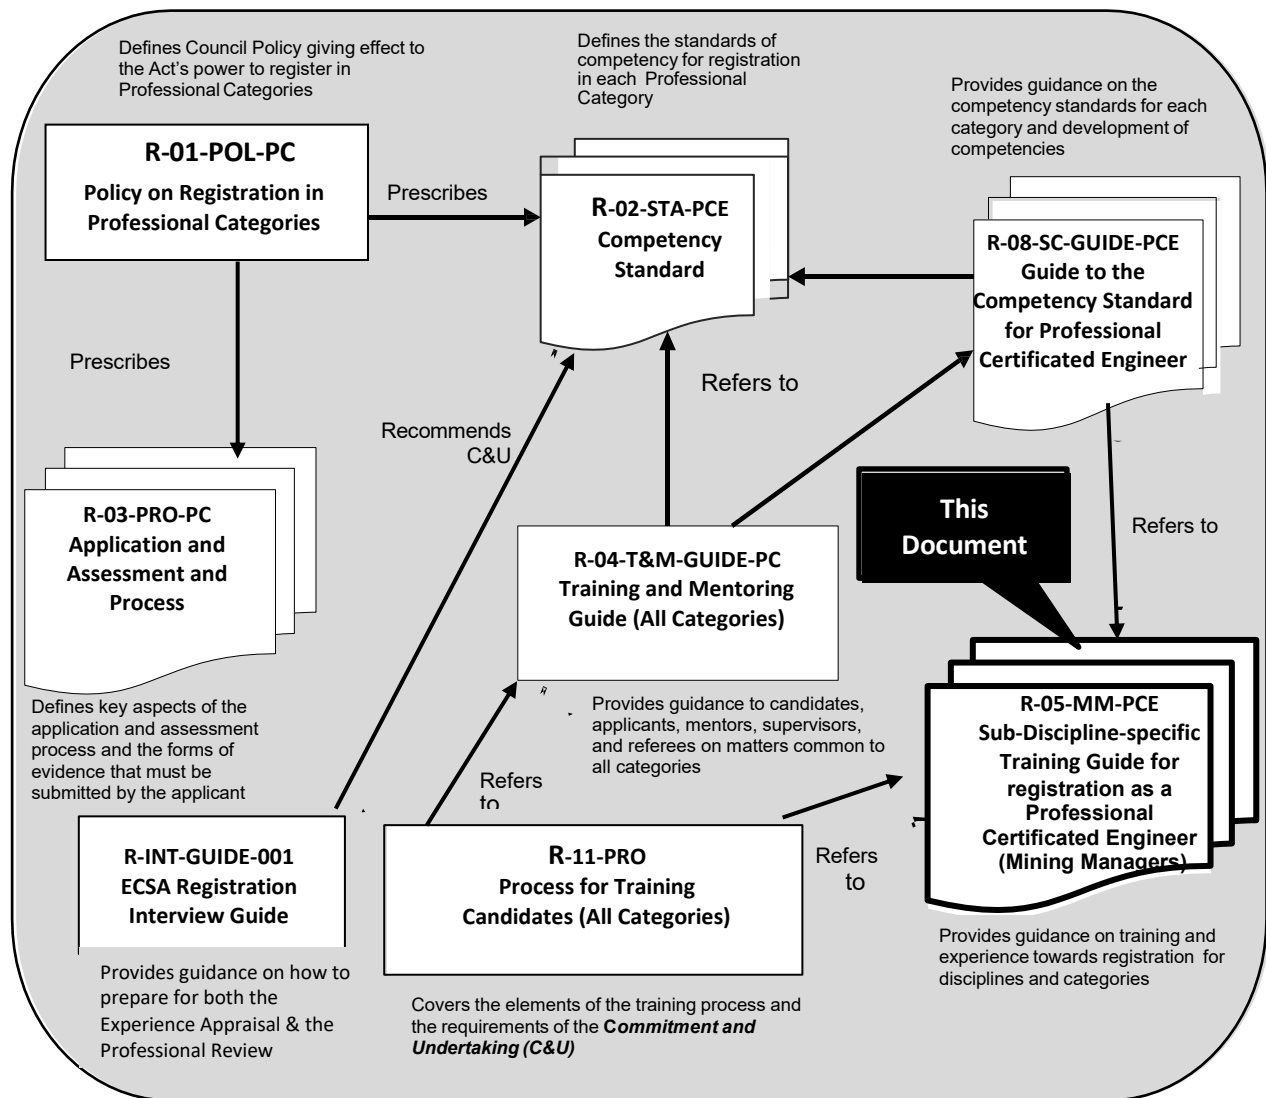 Defines Council Policy giving effect to
the Act's power to register in
Professional Categories
Defines the standards of
competency for registration
in each Professional
Category
Provides guidance on the
competency standards for each
category and development of
competencies
R-01-POL-PC
Policy on Registration in
Professional Categories
Prescribes
R-02-STA-PCE
Competency
Standard
R-08-SC-GUIDE-PCE
Guide to the
Competency Standard
for Professional
Certificated Engineer
Prescribes
Refers to
Recommends
C&U
This
Document
Refers to
R-03-PRO-PC
Application and
Assessment and
Process
R-04-T&M-GUIDE-PC
Training and Mentoring
Guide (All Categories)
Defines key aspects of the
application and assessment
process and the forms of
evidence that must be
submitted by the applicant
Provides guidance to candidates,
applicants, mentors, supervisors,
and referees on matters common to
all categories
R-05-MM-PCE
Sub-Discipline-specific
Training Guide for
registration as a
Professional
Certificated Engineer
(Mining Managers)
Refers
to
R-INT-GUIDE-001
ECSA Registration
Interview Guide
R-11-PRO
Process for Training
Candidates (All Categories)
Refers
to
Provides guidance on training and
experience towards registration for
disciplines and categories
Provides guidance on how to
prepare for both the
Experience Appraisal & the
Professional Review
Covers the elements of the training process and
the requirements of the Commitment and
Undertaking (C&U)